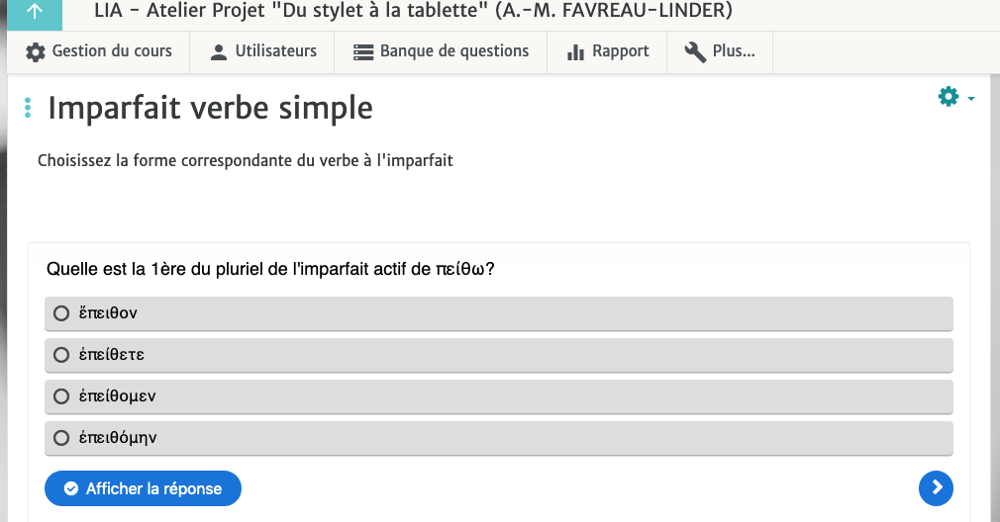 LIA - Atelier Projet "Du stylet à la tablette" (A.-M. FAVREAU-LINDER)
Gestion du cours Utilisateurs Banque de questions Rapport Plus...
Imparfait verbe simple
Choisissez la forme correspondante du verbe à l'imparfait
Quelle est la 1ère du pluriel de l'imparfait actif de πείθω?
ἔπειθον
ἐπείθετε
ἐπείθομεν
ἐπειθόμην
Afficher la réponse